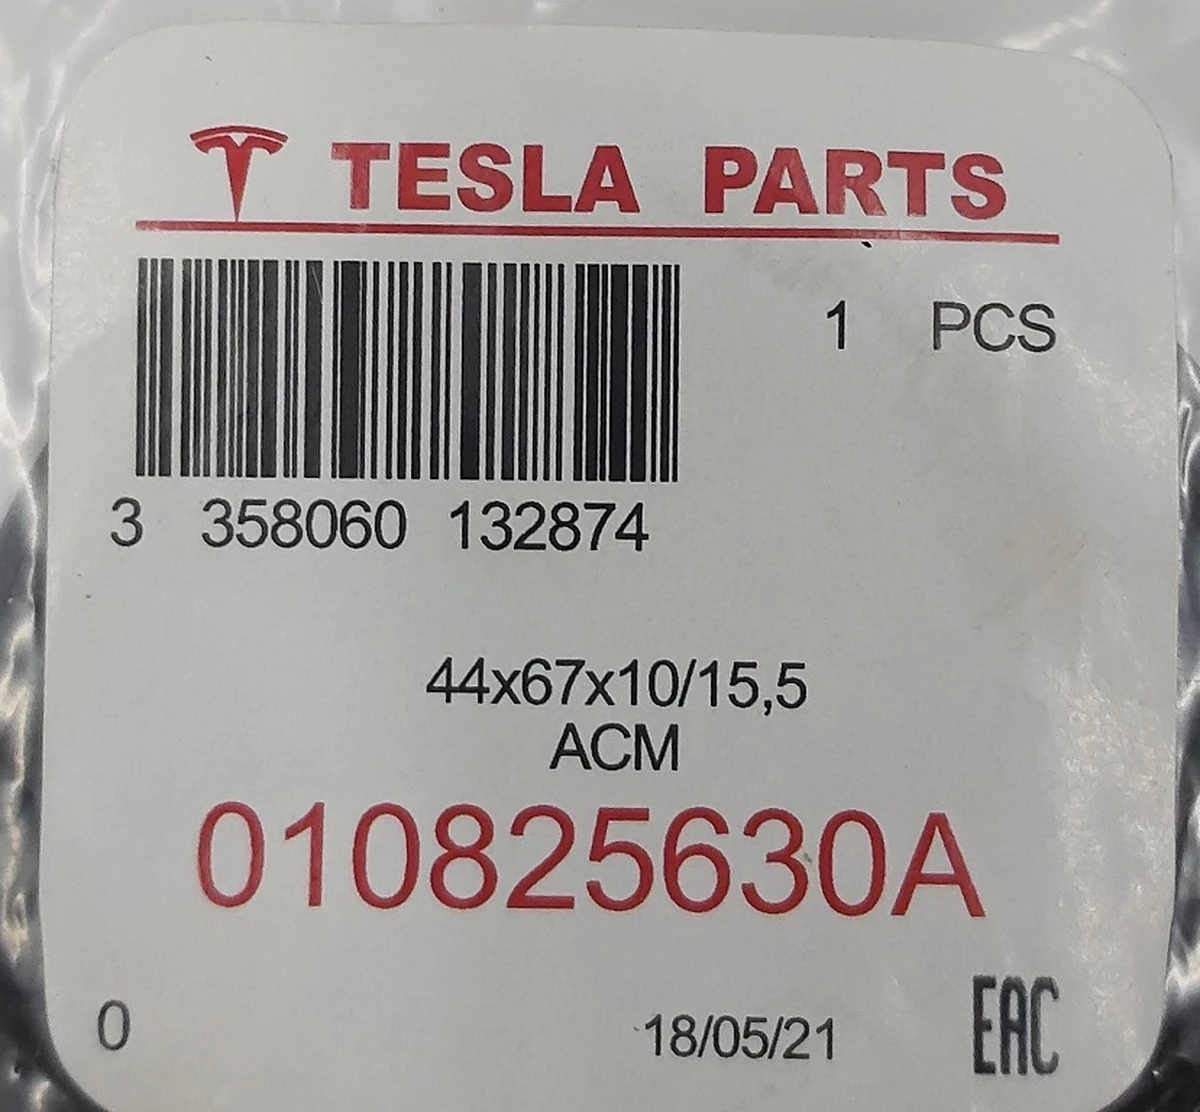 TESLA PARTS
1 PCS
3 358060 132874
44x67x10/15,5
ACM
010825630A
0 18/05/21 EAC